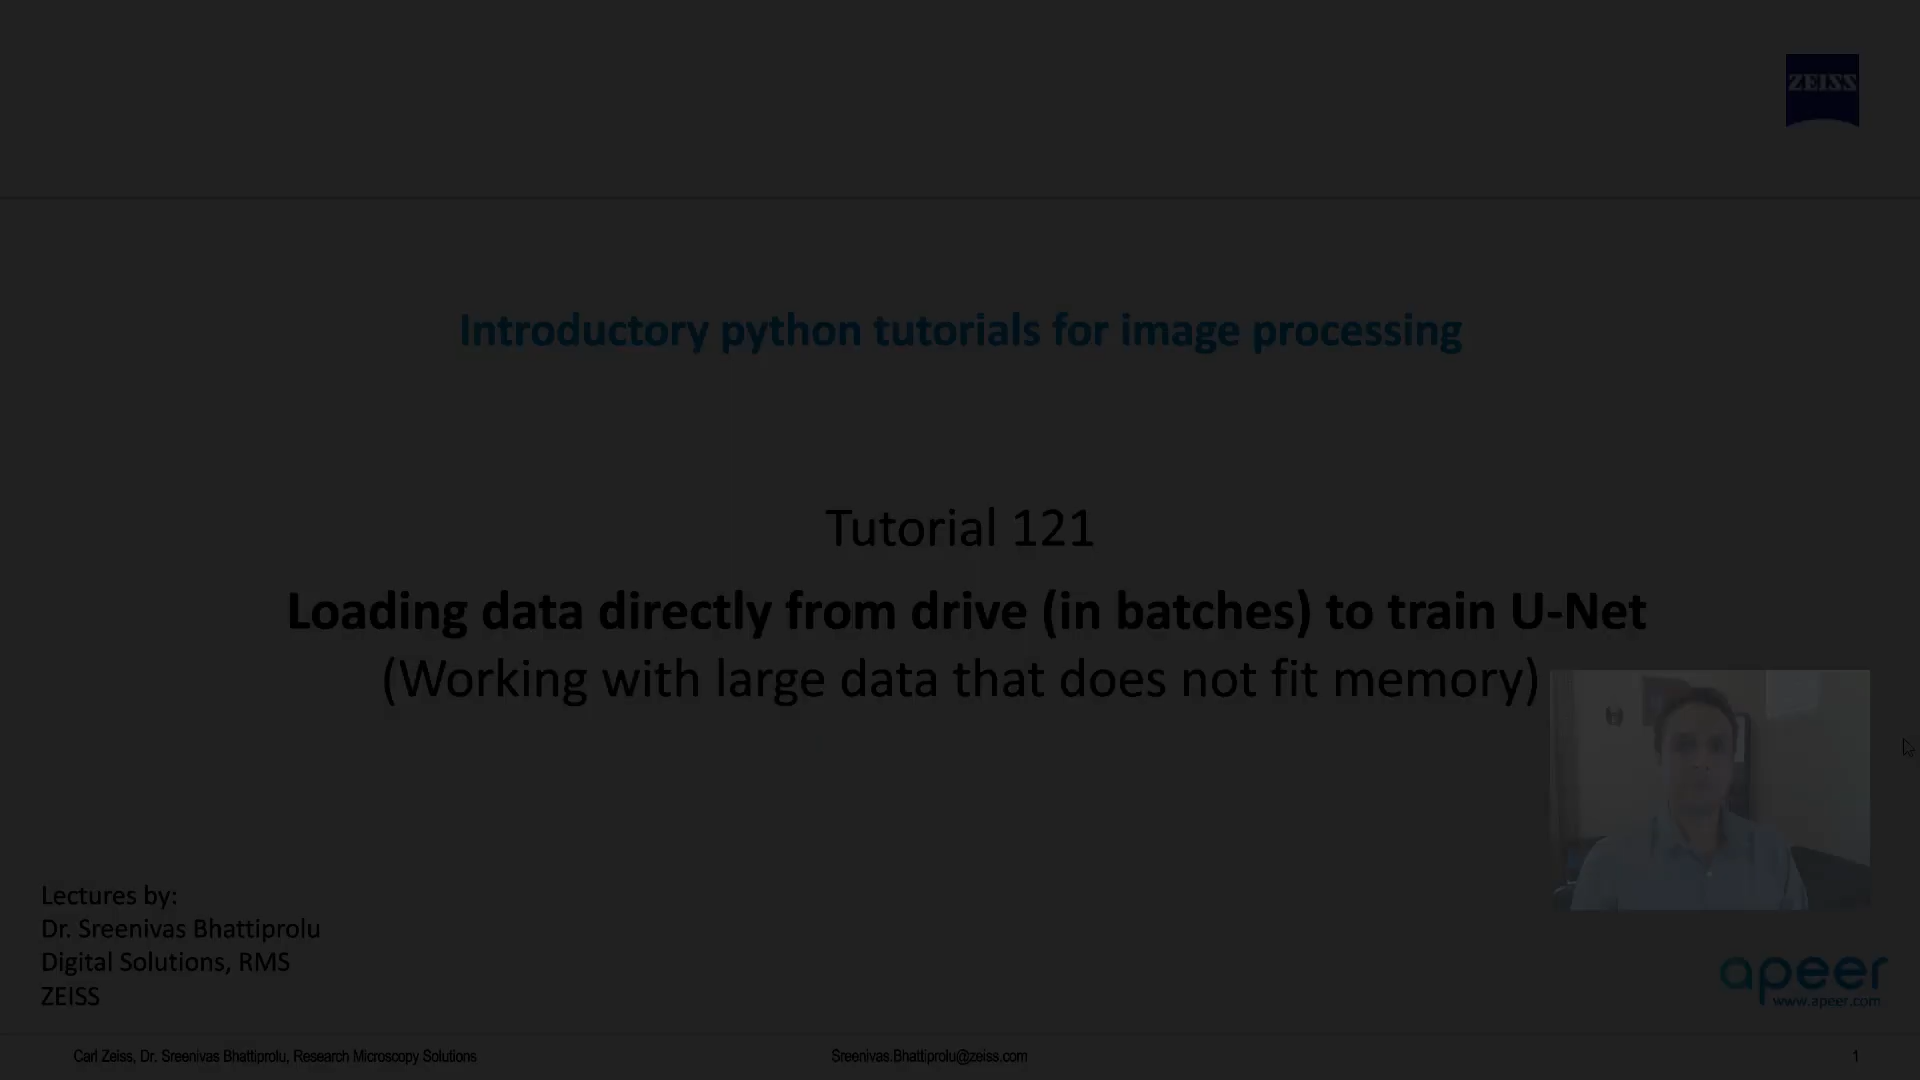 ZEISS
Introductory python tutorials for image processing
Tutorial 121
Loading data directly from drive (in batches) to train U-Net
(Working with large data that does not fit memory)
Lectures by:
Dr. Sreenivas Bhattiprolu
Digital Solutions, RMS
ZEISS
apeer
www.apeer.com
Carl Zeiss, Dr. Sreenivas Bhattiprolu, Research Microscopy Solutions
Sreenivas.Bhattiprolu@zeiss.com
1